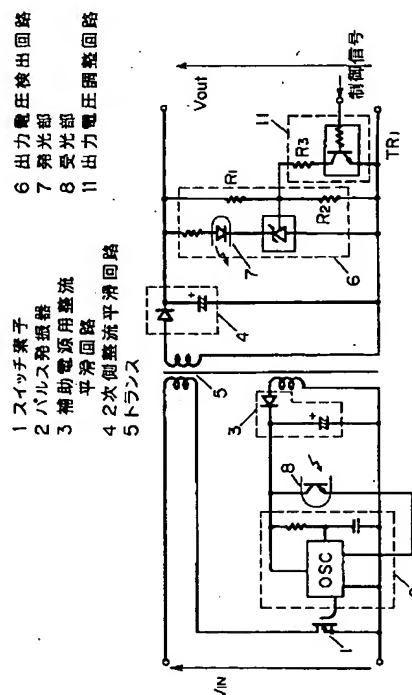 1 スイッチ素子
2 パルス発振器
3 補助電源用整流
平滑回路
4 2次側整流平滑回路
5 トランス
6 出力電圧検出回路
7 発光部
8 受光部
11 出力電圧調整回路
Vout
制御信号
11
R3
TR1
R1
R2
7
6
4
5
3
8
OSC
1
VIN